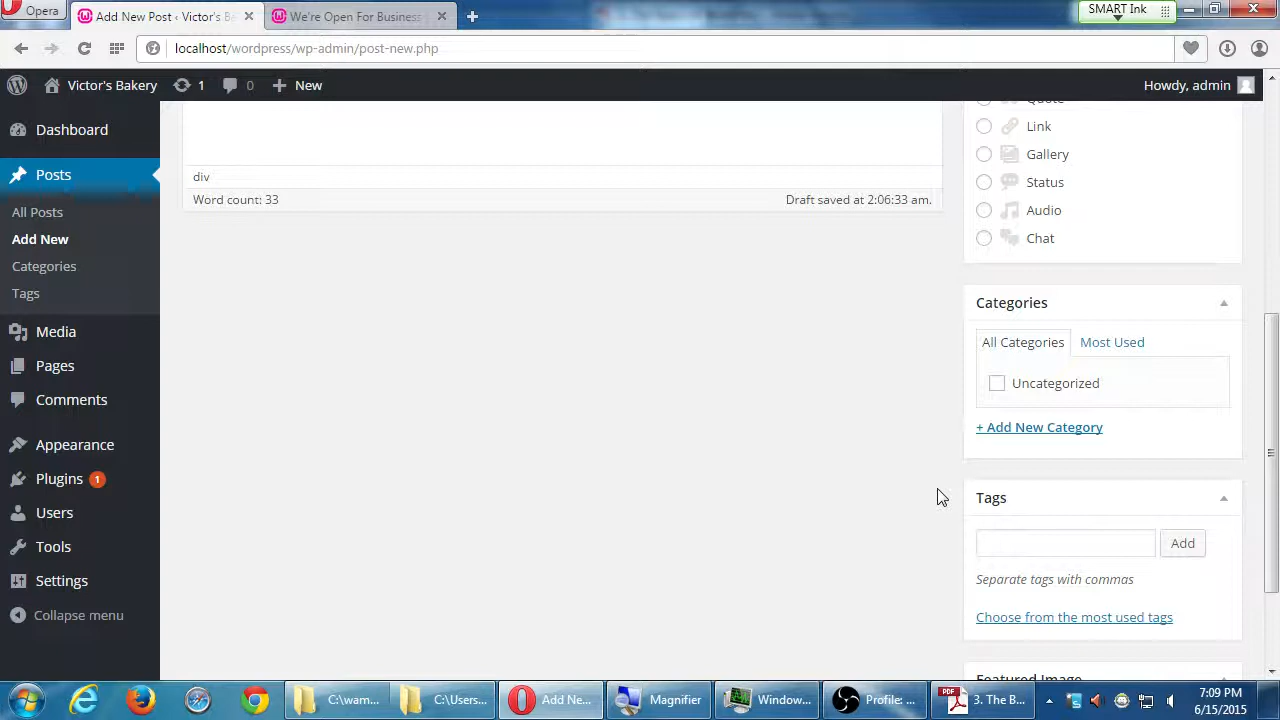 Opera
Add New Post ‹ Victor's Be
We're Open For Business
SMART Ink
localhost/wordpress/wp-admin/post-new.php
Victor's Bakery
1
0
New
Howdy, admin
Dashboard
Posts
All Posts
Add New
Categories
Tags
Media
Pages
Comments
Appearance
Plugins 1
Users
Tools
Settings
Collapse menu
div
Word count: 33
Draft saved at 2:06:33 am.
Quote
Link
Gallery
Status
Audio
Chat
Categories
All Categories
Most Used
Uncategorized
+ Add New Category
Tags
Add
Separate tags with commas
Choose from the most used tags
Featured Image
C:\wam...
C:\Users...
Add Ne...
Magnifier
Window...
Profile: ...
PDF
3. The B...
7:09 PM
6/15/2015